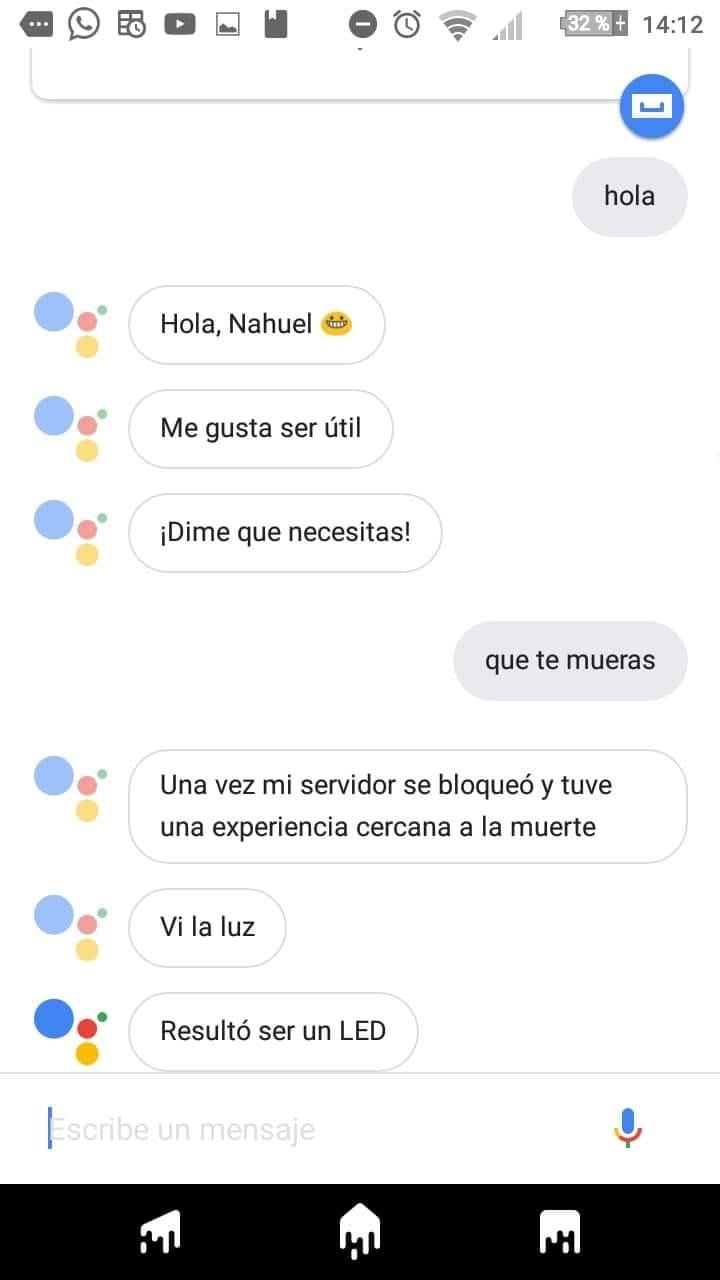 32 %
14:12
hola
Hola, Nahuel 😁
Me gusta ser útil
¡Dime que necesitas!
que te mueras
Una vez mi servidor se bloqueó y tuve
una experiencia cercana a la muerte
Vi la luz
Resultó ser un LED
Escribe un mensaje